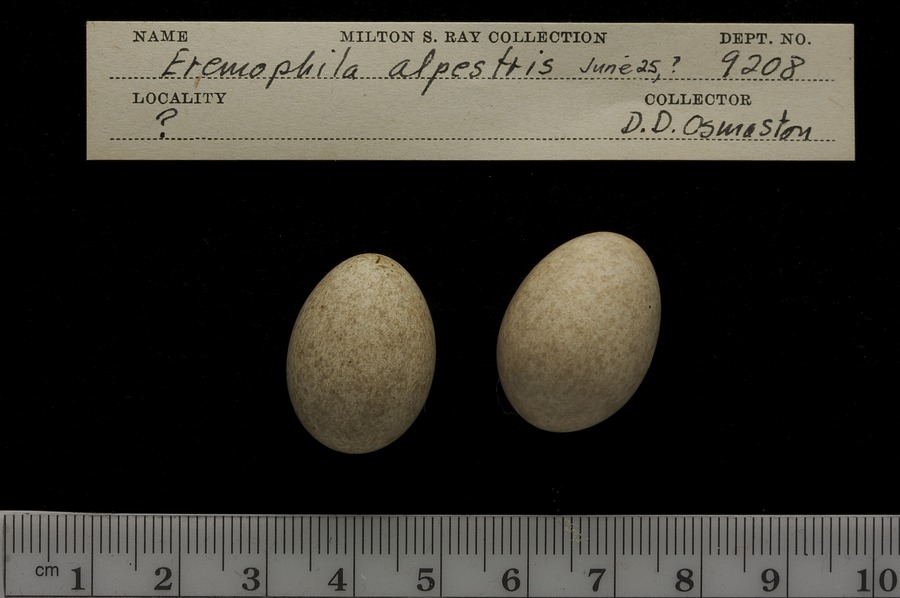 NAME MILTON S. RAY COLLECTION DEPT. NO.
Eremophila alpestris June 25, ? 9208
LOCALITY COLLECTOR
? D.D. Osmaston
cm 1 2 3 4 5 6 7 8 9 10